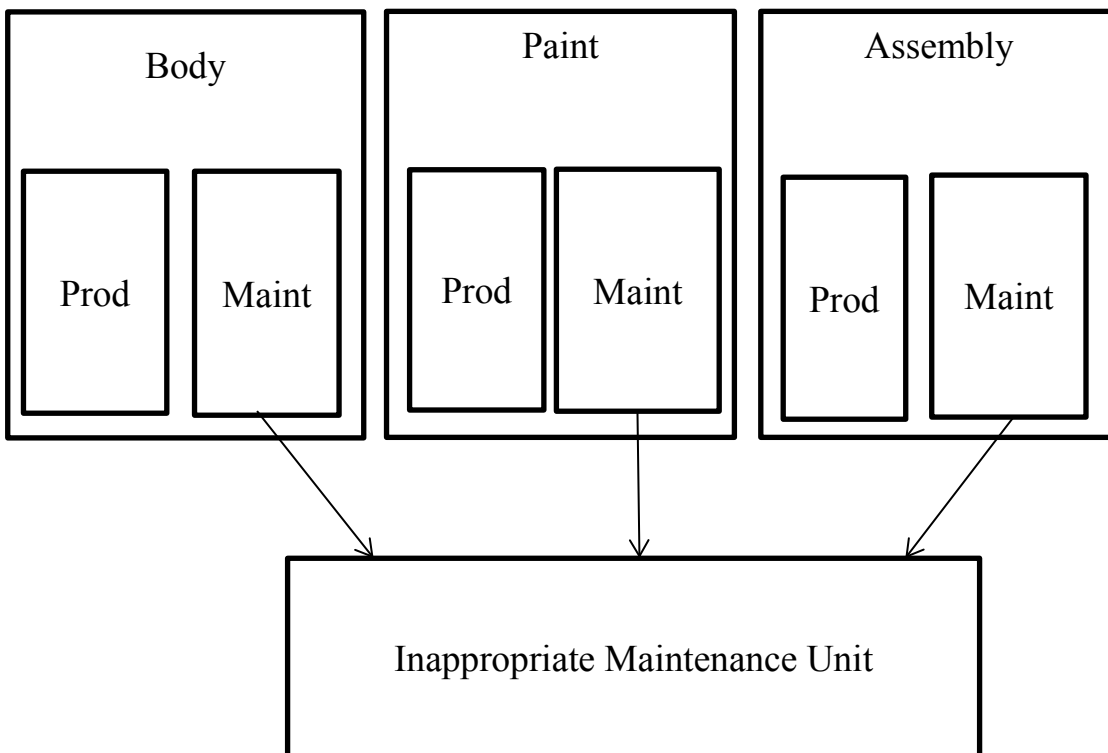 Body
Paint
Assembly
Prod
Maint
Prod
Maint
Prod
Maint
Inappropriate Maintenance Unit